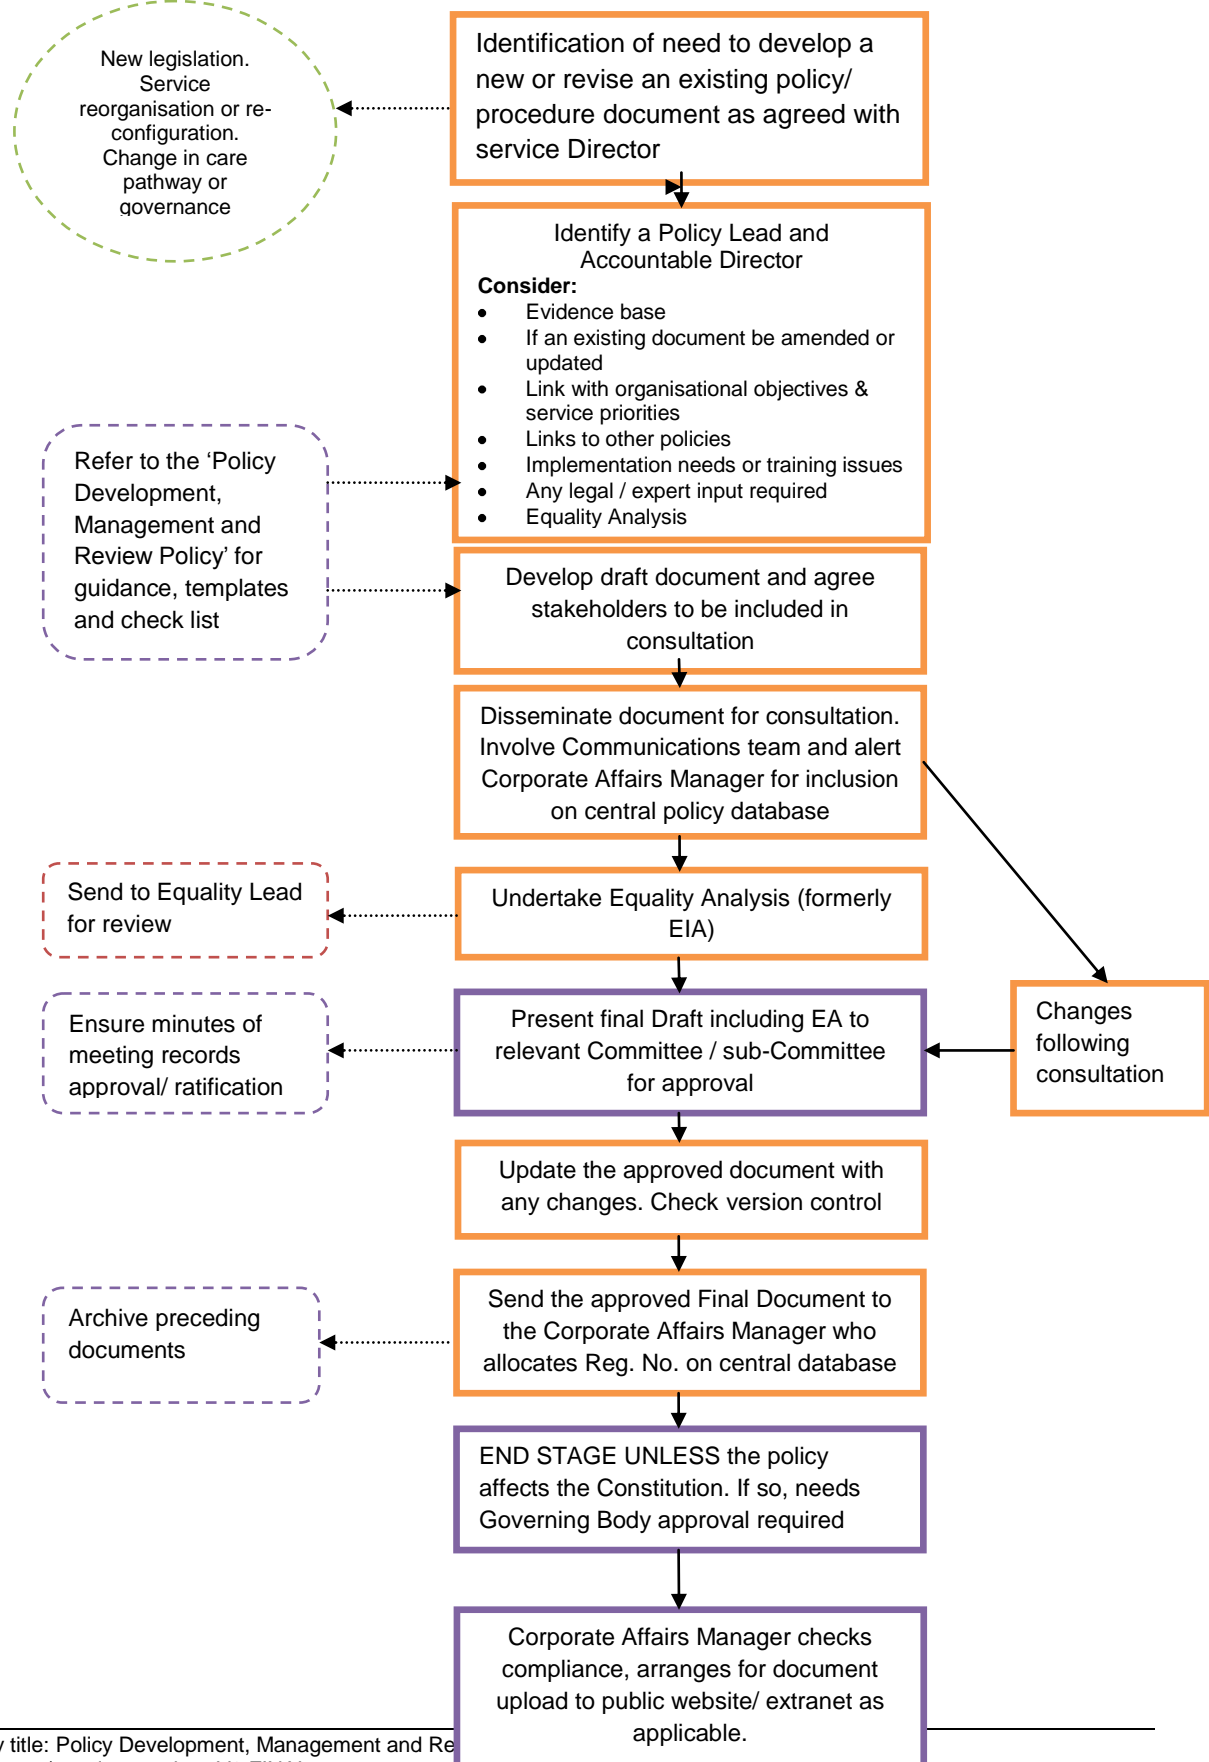 New legislation.
Service
reorganisation or re-
configuration.
Change in care
pathway or
governance
Identification of need to develop a
new or revise an existing policy/
procedure document as agreed with
service Director
Identify a Policy Lead and
Accountable Director
Consider:
• Evidence base
• If an existing document be amended or
updated
• Link with organisational objectives &
service priorities
• Links to other policies
• Implementation needs or training issues
• Any legal / expert input required
• Equality Analysis
Refer to the ‘Policy
Development,
Management and
Review Policy’ for
guidance, templates
and check list
Develop draft document and agree
stakeholders to be included in
consultation
Disseminate document for consultation.
Involve Communications team and alert
Corporate Affairs Manager for inclusion
on central policy database
Send to Equality Lead
for review
Undertake Equality Analysis (formerly
EIA)
Changes
following
consultation
Ensure minutes of
meeting records
approval/ ratification
Present final Draft including EA to
relevant Committee / sub-Committee
for approval
Update the approved document with
any changes. Check version control
Archive preceding
documents
Send the approved Final Document to
the Corporate Affairs Manager who
allocates Reg. No. on central database
END STAGE UNLESS the policy
affects the Constitution. If so, needs
Governing Body approval required
Corporate Affairs Manager checks
compliance, arranges for document
upload to public website/ extranet as
applicable.
y title: Policy Development, Management and Re